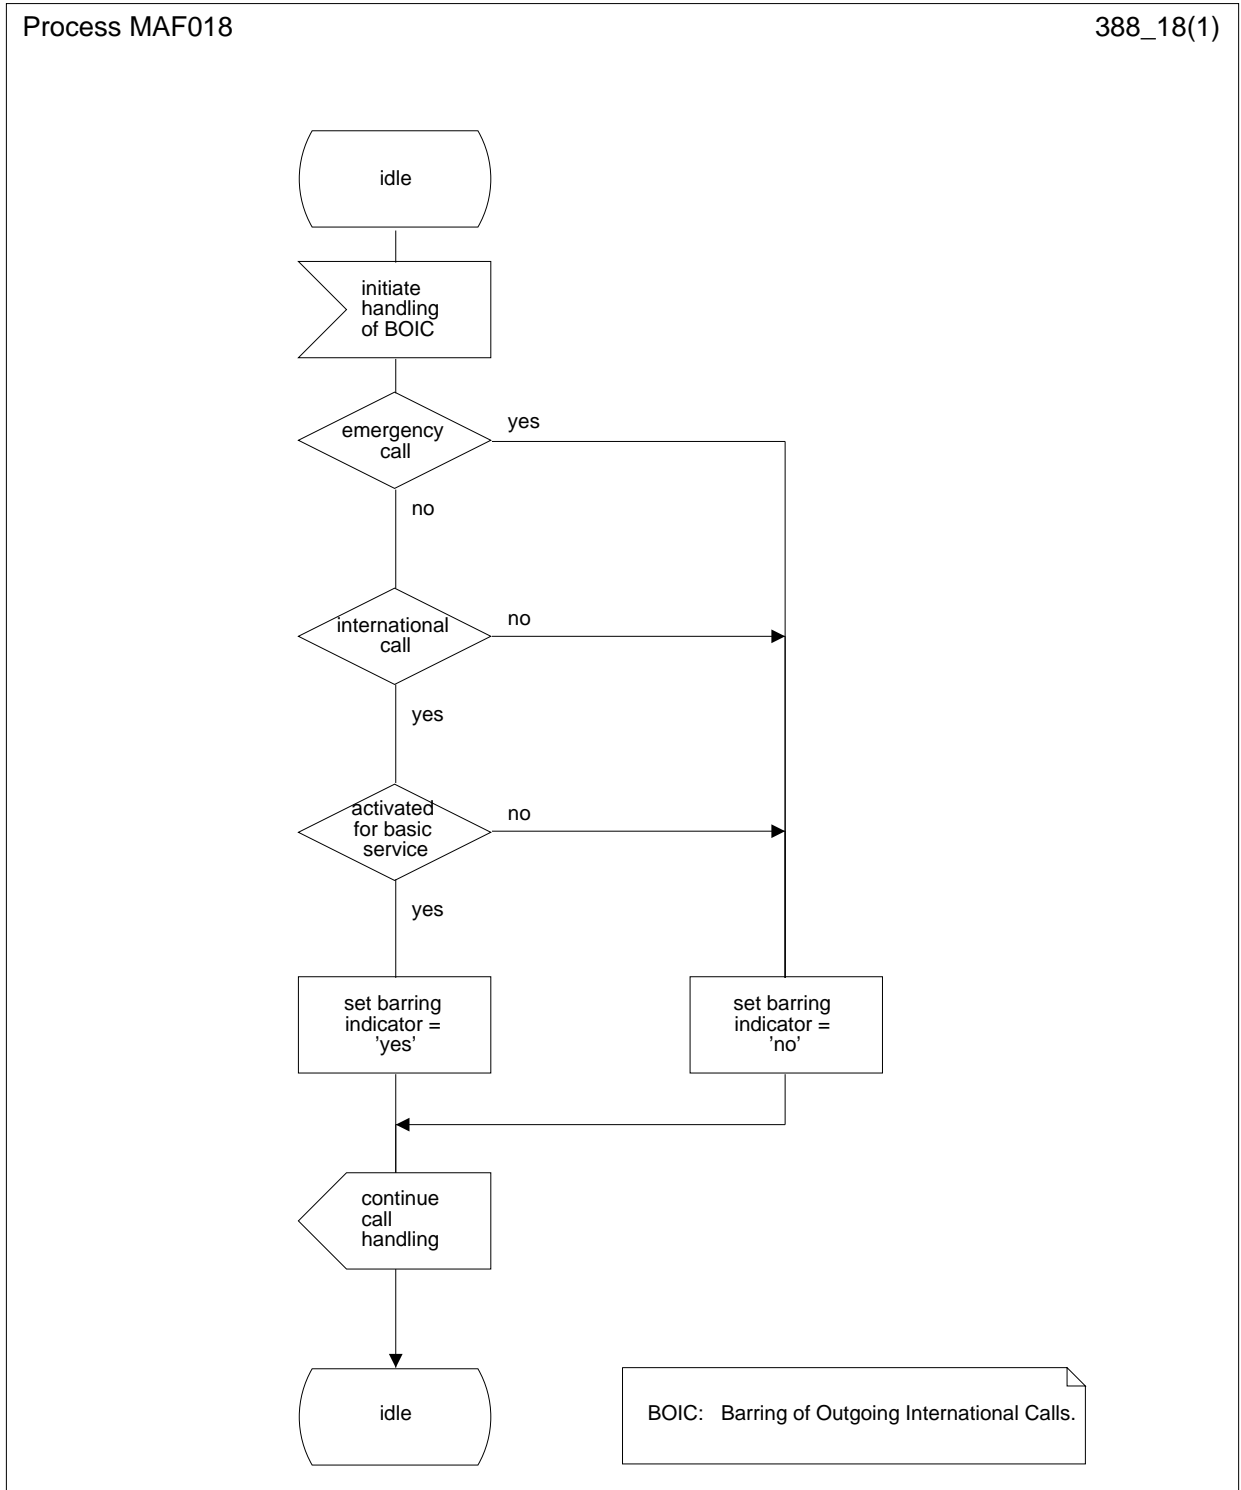 Process MAF018
388_18(1)
idle
initiate
handling
of BOIC
emergency
call
yes
no
international
call
no
yes
activated
for basic
service
no
yes
set barring
indicator =
'yes'
set barring
indicator =
'no'
continue
call
handling
idle
BOIC: Barring of Outgoing International Calls.